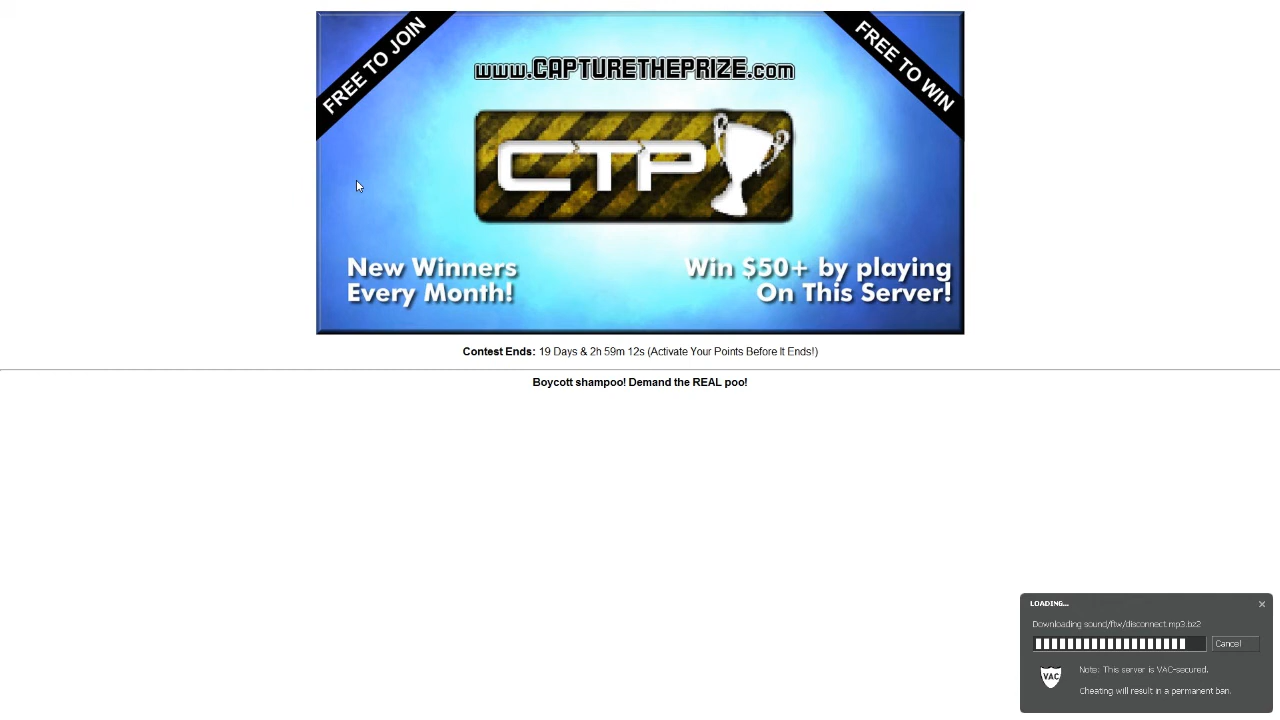 FREE TO JOIN
FREE TO WIN
www.CAPTURETHEPRIZE.com
CTP
New Winners
Every Month!
Win $50+ by playing
On This Server!
Contest Ends: 19 Days & 2h 59m 12s (Activate Your Points Before It Ends!)
Boycott shampoo! Demand the REAL poo!
LOADING...
Downloading sound/ftw/disconnect.mp3.bz2
Cancel
VAC
Note: This server is VAC-secured.
Cheating will result in a permanent ban.